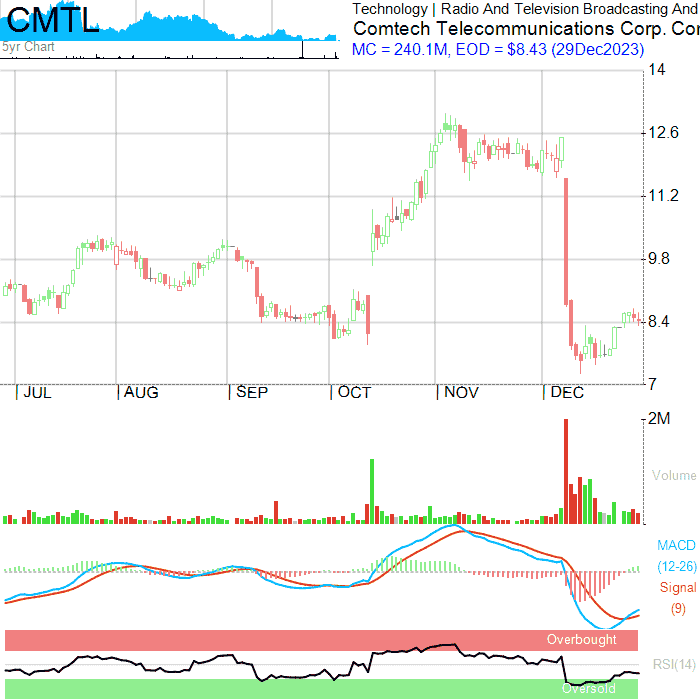 CMTL
5yr Chart
Technology | Radio And Television Broadcasting And
Comtech Telecommunications Corp. Cor
MC = 240.1M, EOD = $8.43 (29Dec2023)
14
12.6
11.2
9.8
8.4
7
|JUL |AUG |SEP |OCT |NOV |DEC
2M
Volume
MACD
(12-26)
Signal
(9)
Overbought
RSI(14)
Oversold